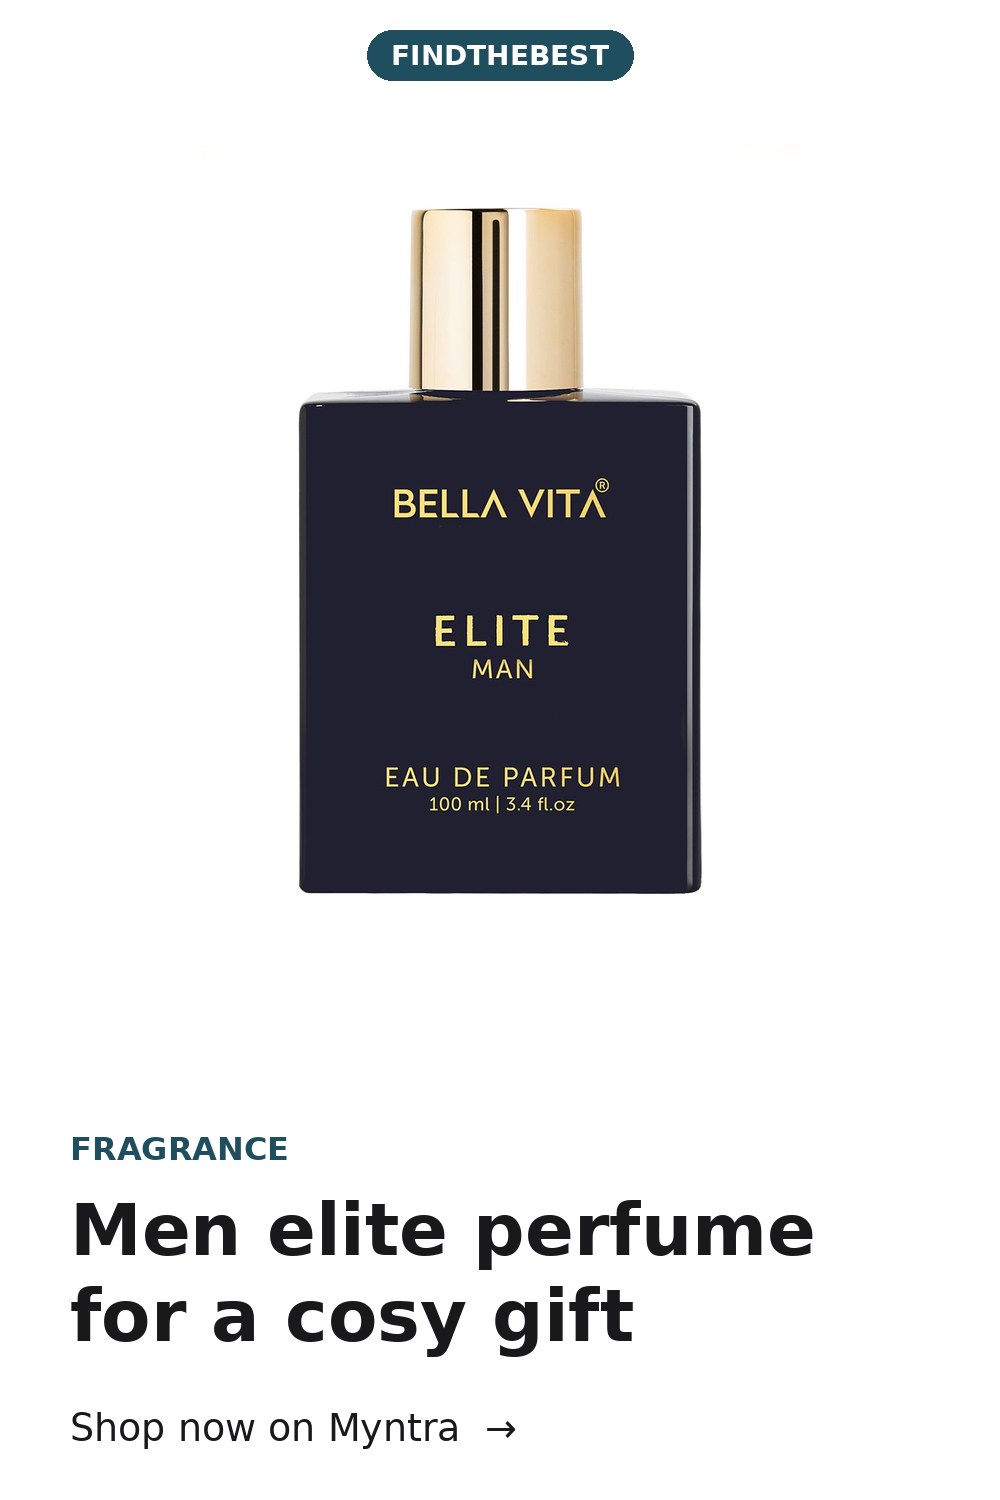 FINDTHEBEST
BELLA VITA®
ELITE
MAN
EAU DE PARFUM
100 ml | 3.4 fl.oz
FRAGRANCE
Men elite perfume
for a cosy gift
Shop now on Myntra →